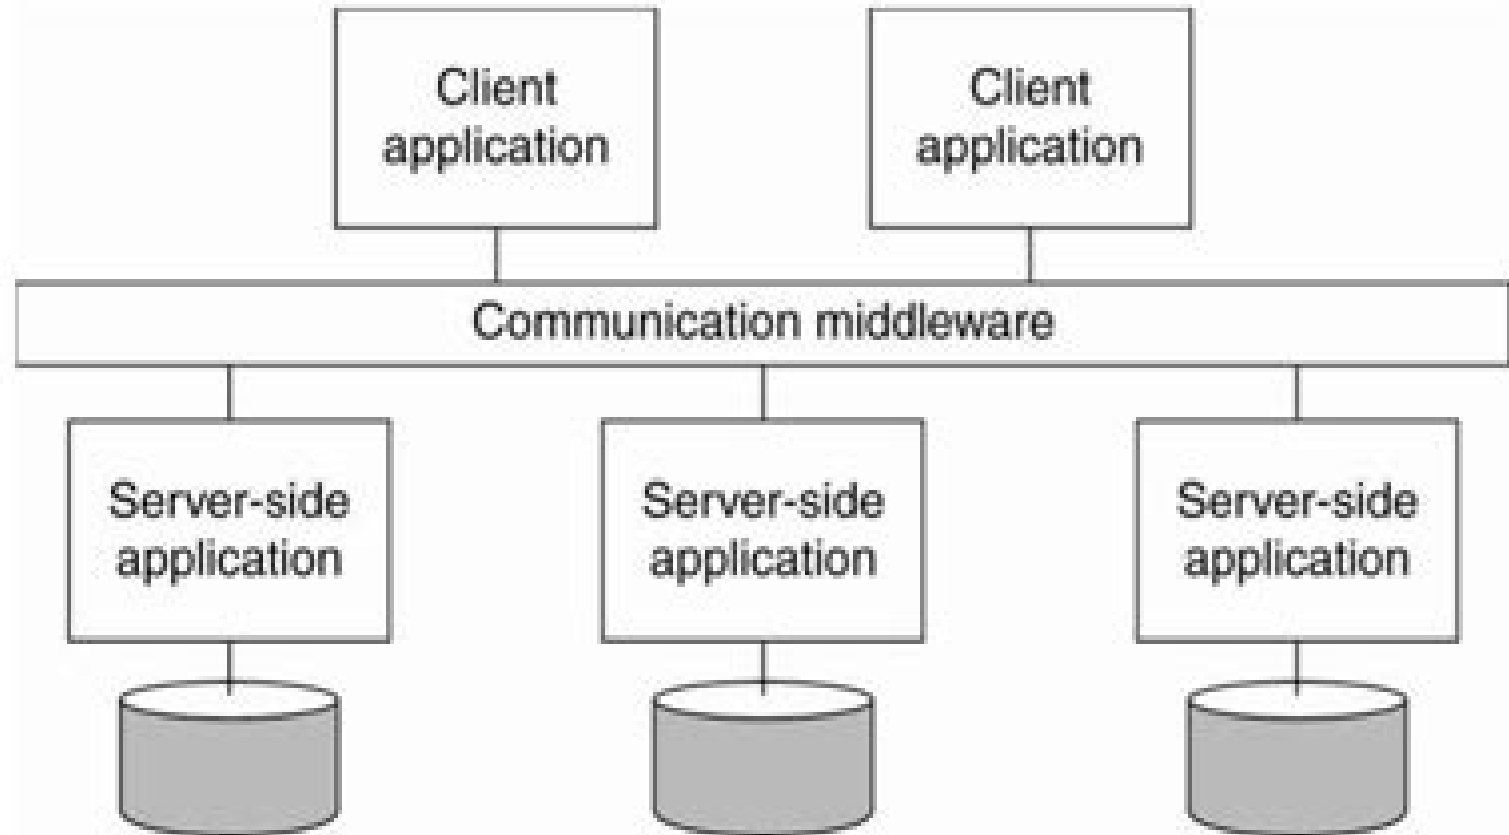 Client
application
Client
application
Communication middleware
Server-side
application
Server-side
application
Server-side
application